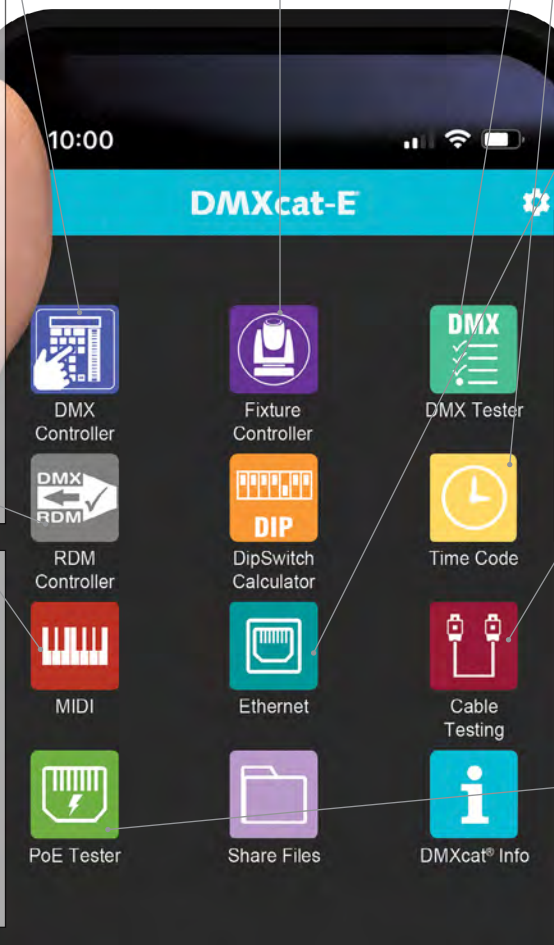 10:00
DMXcat-E
DMX
DMX
Controller
Fixture
Controller
DMX Tester
DMX
RDM
DIP
RDM
Controller
DipSwitch
Calculator
Time Code
MIDI
Ethernet
Cable
Testing
PoE Tester
Share Files
DMXcat® Info